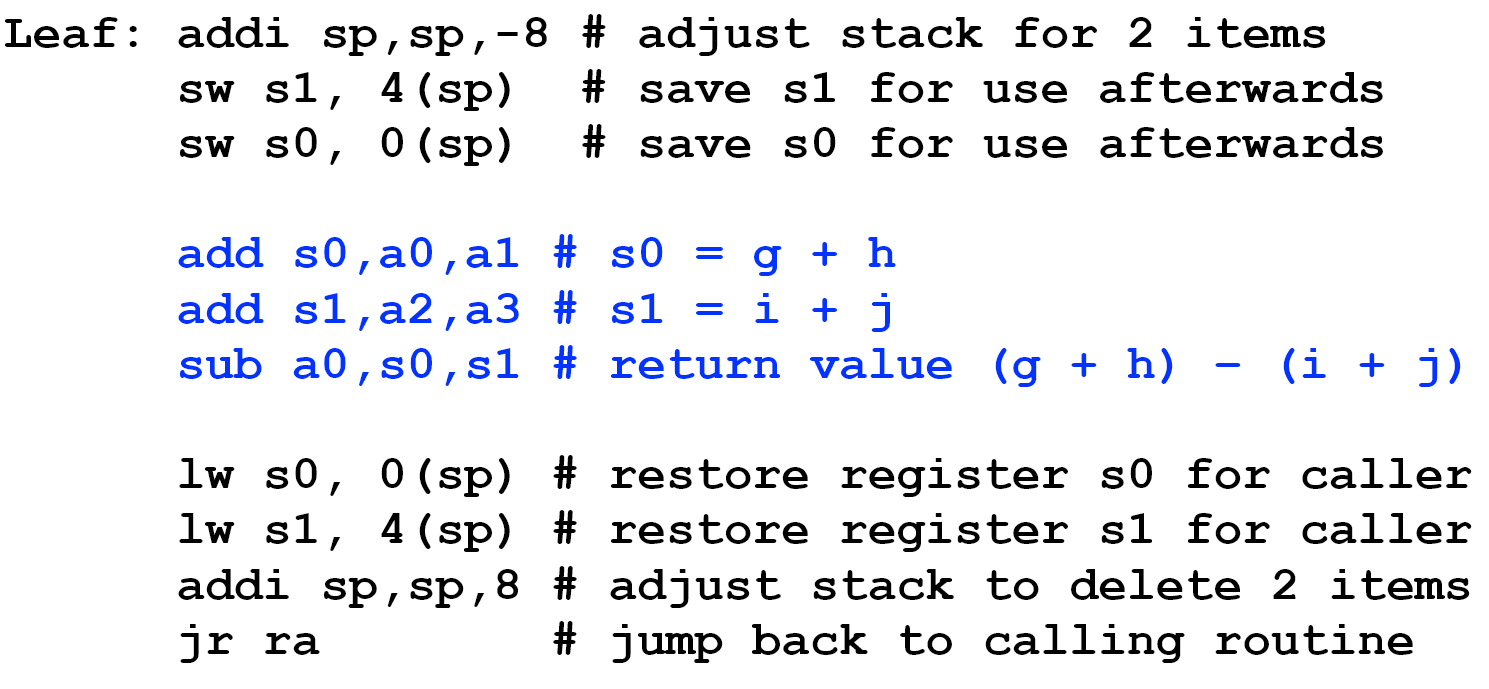 Leaf: addi sp,sp,-8 # adjust stack for 2 items
sw s1, 4(sp) # save s1 for use afterwards
sw s0, 0(sp) # save s0 for use afterwards
add s0,a0,a1 # s0 = g + h
add s1,a2,a3 # s1 = i + j
sub a0,s0,s1 # return value (g + h) – (i + j)
lw s0, 0(sp) # restore register s0 for caller
lw s1, 4(sp) # restore register s1 for caller
addi sp,sp,8 # adjust stack to delete 2 items
jr ra # jump back to calling routine